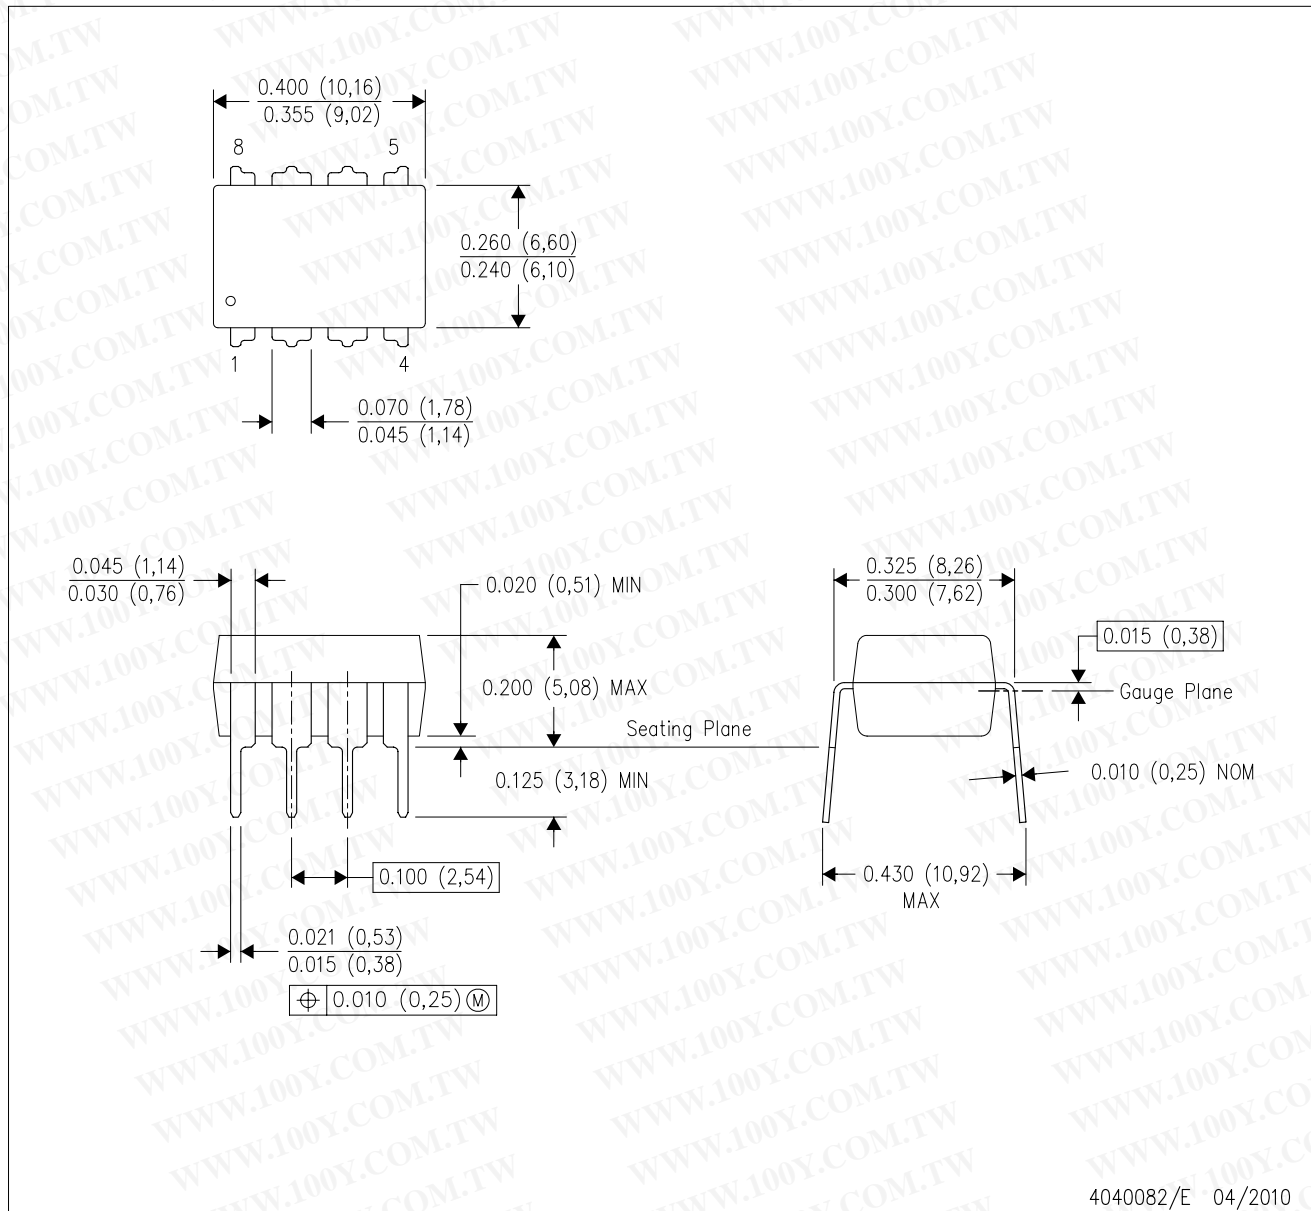 0.400 (10,16)
0.355 (9,02)
8
5
0.260 (6,60)
0.240 (6,10)
1
4
0.070 (1,78)
0.045 (1,14)
0.045 (1,14)
0.030 (0,76)
0.020 (0,51) MIN
0.325 (8,26)
0.300 (7,62)
0.015 (0,38)
0.200 (5,08) MAX
Gauge Plane
Seating Plane
0.125 (3,18) MIN
0.010 (0,25) NOM
0.100 (2,54)
0.430 (10,92)
MAX
0.021 (0,53)
0.015 (0,38)
⌖ 0.010 (0,25) Ⓜ
4040082/E 04/2010
WWW.100Y.COM.TW